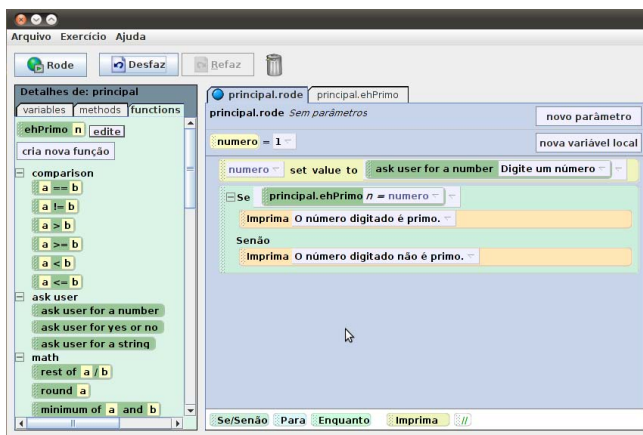 Arquivo Exercício Ajuda
Rode Desfaz Refaz
Detalhes de: principal
variables methods functions
ehPrimo n edite
cria nova função
comparison
a == b
a != b
a > b
a >= b
a < b
a <= b
ask user
ask user for a number
ask user for yes or no
ask user for a string
math
rest of a / b
round a
minimum of a and b
principal.rode principal.ehPrimo
principal.rode Sem parâmetros
novo parâmetro
numero = 1
nova variável local
numero set value to ask user for a number Digite um número
Se principal.ehPrimo n = numero
Imprima O número digitado é primo.
Senão
Imprima O número digitado não é primo.
Se/Senão Para Enquanto Imprima //